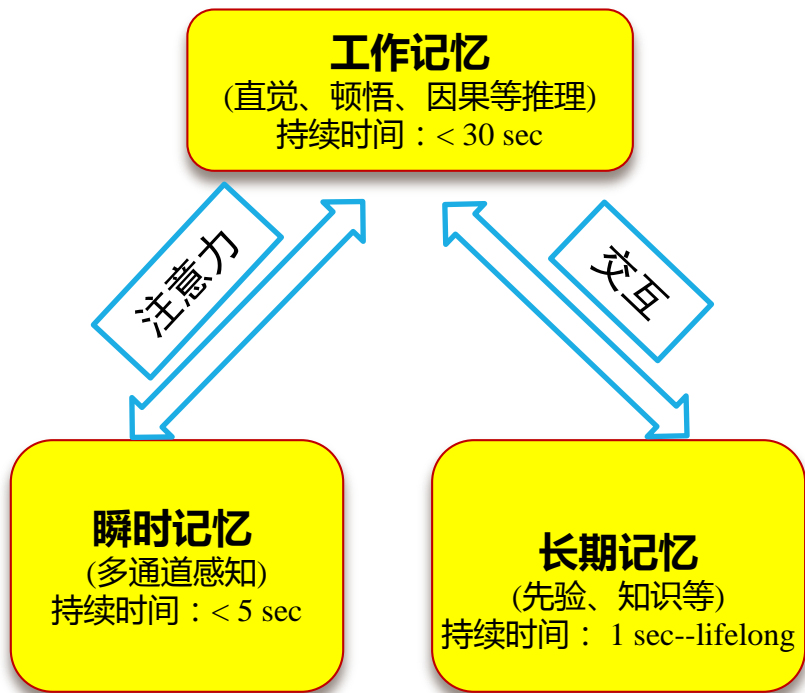 工作记忆
(直觉、顿悟、因果等推理)
持续时间：< 30 sec
注意力
交互
瞬时记忆
(多通道感知)
持续时间：< 5 sec
长期记忆
(先验、知识等)
持续时间： 1 sec--lifelong